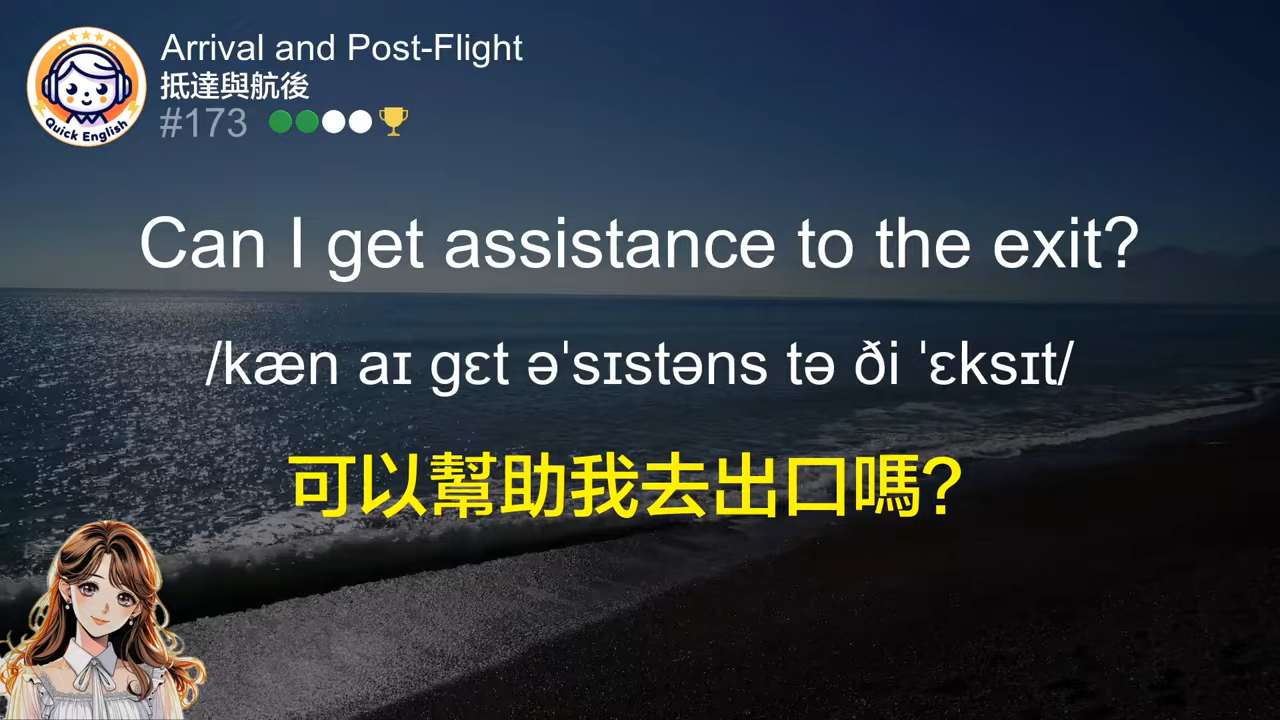 Arrival and Post-Flight
抵達與航後
#173
Quick English
Can I get assistance to the exit?
/kæn aɪ gɛt əˈsɪstəns tə ði ˈɛksɪt/
可以幫助我去出口嗎?